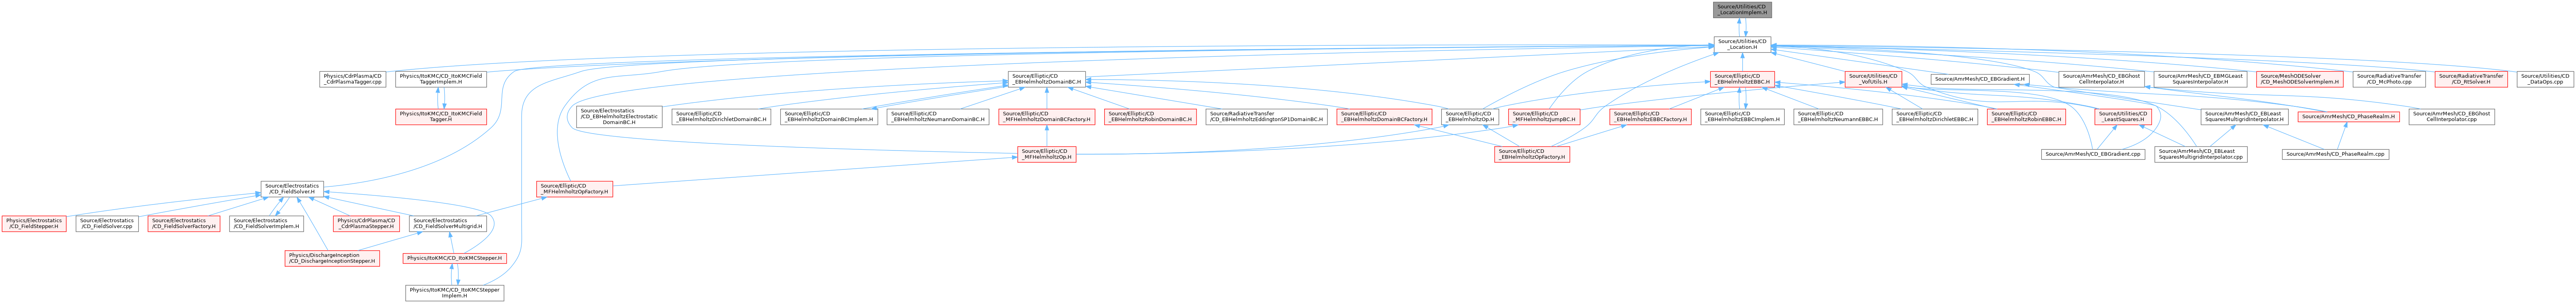 Source/Utilities/CD
_LocationImplem.H
Source/Utilities/CD
_Location.H
Physics/CdrPlasma/CD
_CdrPlasmaTagger.cpp
Physics/ItoKMC/CD_ItoKMCField
TaggerImplem.H
Source/Elliptic/CD
_EBHelmholtzDomainBC.H
Source/Elliptic/CD
_EBHelmholtzEBBC.H
Source/Utilities/CD
_VofUtils.H
Source/AmrMesh/CD_EBGradient.H
Source/AmrMesh/CD_EBGhost
CellInterpolator.H
Source/AmrMesh/CD_EBMGLeast
SquaresInterpolator.H
Source/MeshODESolver
/CD_MeshODESolverImplem.H
Source/RadiativeTransfer
/CD_McPhoto.cpp
Source/RadiativeTransfer
/CD_RtSolver.H
Source/Utilities/CD
_DataOps.cpp
Physics/ItoKMC/CD_ItoKMCField
Tagger.H
Source/Electrostatics
/CD_EBHelmholtzElectrostatic
DomainBC.H
Source/Elliptic/CD
_EBHelmholtzDirichletDomainBC.H
Source/Elliptic/CD
_EBHelmholtzDomainBCImplem.H
Source/Elliptic/CD
_EBHelmholtzNeumannDomainBC.H
Source/Elliptic/CD
_MFHelmholtzDomainBCFactory.H
Source/Elliptic/CD
_EBHelmholtzRobinDomainBC.H
Source/RadiativeTransfer
/CD_EBHelmholtzEddingtonSP1DomainBC.H
Source/Elliptic/CD
_EBHelmholtzDomainBCFactory.H
Source/Elliptic/CD
_EBHelmholtzOp.H
Source/Elliptic/CD
_MFHelmholtzJumpBC.H
Source/Elliptic/CD
_EBHelmholtzEBBCFactory.H
Source/Elliptic/CD
_EBHelmholtzEBBCImplem.H
Source/Elliptic/CD
_EBHelmholtzNeumannEBBC.H
Source/Elliptic/CD
_EBHelmholtzDirichletEBBC.H
Source/Elliptic/CD
_EBHelmholtzRobinEBBC.H
Source/Utilities/CD
_LeastSquares.H
Source/AmrMesh/CD_EBLeast
SquaresMultigridInterpolator.H
Source/AmrMesh/CD_PhaseRealm.H
Source/AmrMesh/CD_EBGhost
CellInterpolator.cpp
Source/Elliptic/CD
_MFHelmholtzOp.H
Source/Elliptic/CD
_EBHelmholtzOpFactory.H
Source/AmrMesh/CD_EBGradient.cpp
Source/AmrMesh/CD_EBLeast
SquaresMultigridInterpolator.cpp
Source/AmrMesh/CD_PhaseRealm.cpp
Source/Electrostatics
/CD_FieldSolver.H
Source/Elliptic/CD
_MFHelmholtzOpFactory.H
Physics/Electrostatics
/CD_FieldStepper.H
Source/Electrostatics
/CD_FieldSolver.cpp
Source/Electrostatics
/CD_FieldSolverFactory.H
Source/Electrostatics
/CD_FieldSolverImplem.H
Physics/CdrPlasma/CD
_CdrPlasmaStepper.H
Source/Electrostatics
/CD_FieldSolverMultigrid.H
Physics/DischargeInception
/CD_DischargeInceptionStepper.H
Physics/ItoKMC/CD_ItoKMCStepper.H
Physics/ItoKMC/CD_ItoKMCStepper
Implem.H